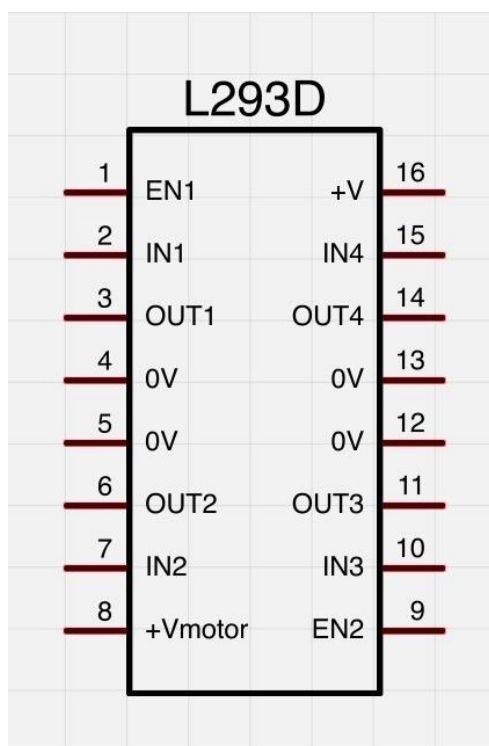 L293D
1 EN1 +V 16
2 IN1 IN4 15
3 OUT1 OUT4 14
4 0V 0V 13
5 0V 0V 12
6 OUT2 OUT3 11
7 IN2 IN3 10
8 +Vmotor EN2 9